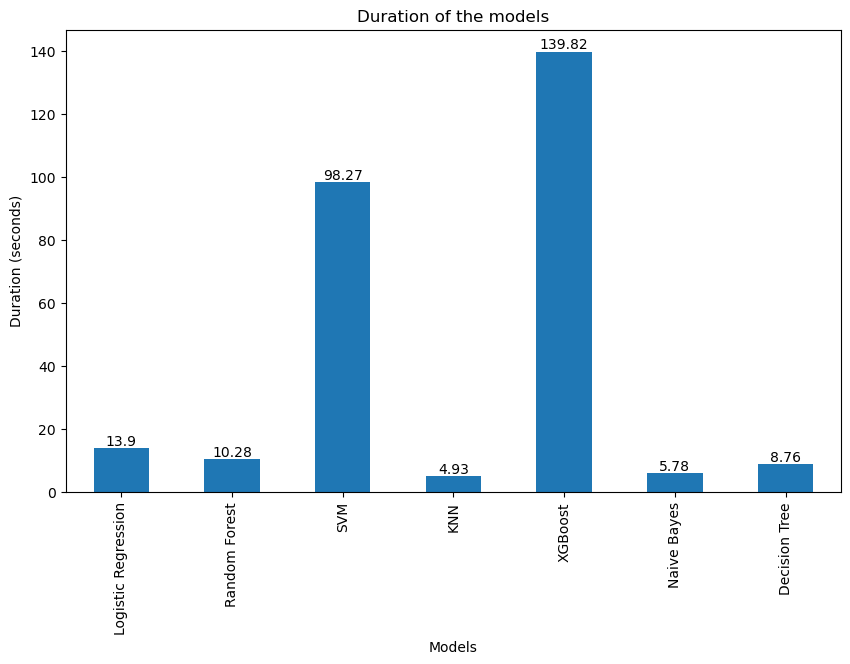 Duration of the models
Duration (seconds)
140
120
100
80
60
40
20
0
13.9
10.28
98.27
4.93
139.82
5.78
8.76
Logistic Regression
Random Forest
SVM
KNN
XGBoost
Naive Bayes
Decision Tree
Models